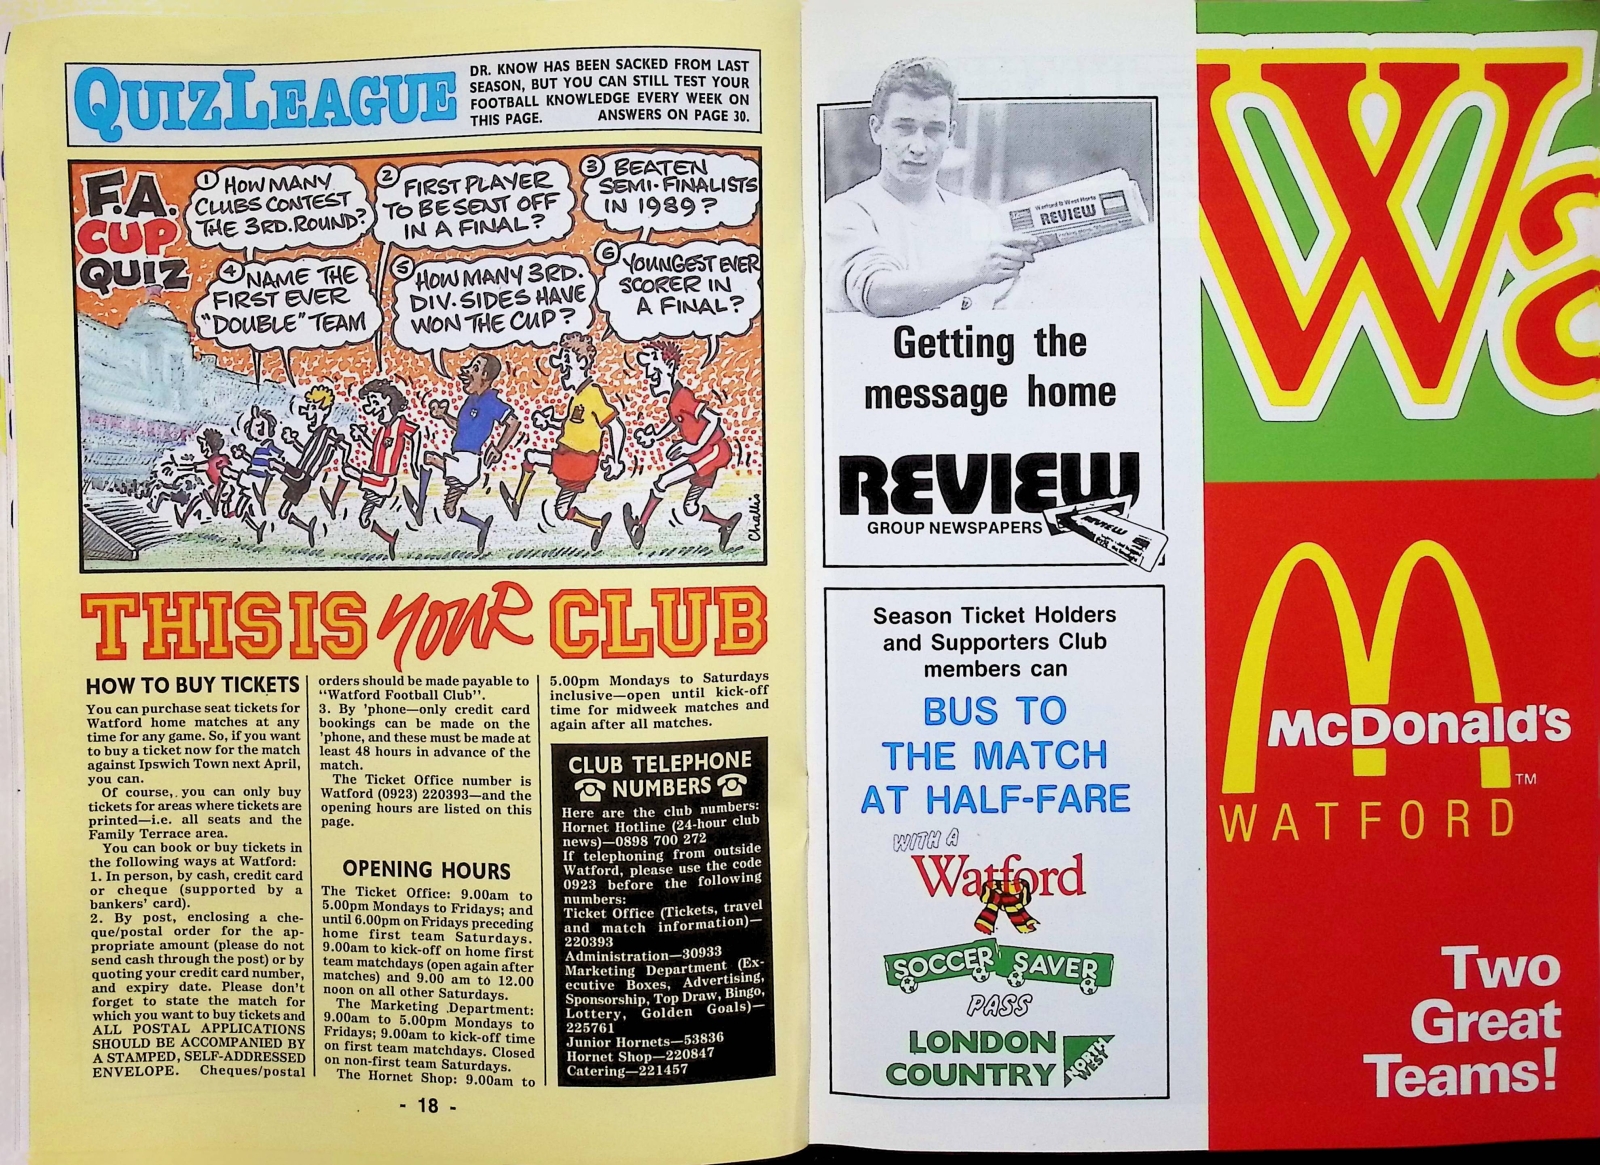 QUIZLEAGUE
DR. KNOW HAS BEEN SACKED FROM LAST
SEASON, BUT YOU CAN STILL TEST YOUR
FOOTBALL KNOWLEDGE EVERY WEEK ON
THIS PAGE. ANSWERS ON PAGE 30.
F.A.
CUP
QUIZ
1 HOW MANY
CLUBS CONTEST
THE 3RD. ROUND?
2 FIRST PLAYER
TO BE SENT OFF
IN A FINAL?
3 BEATEN
SEMI-FINALISTS
IN 1989?
4 NAME THE
FIRST EVER
"DOUBLE" TEAM
5 HOW MANY 3RD.
DIV. SIDES HAVE
WON THE CUP?
6 YOUNGEST EVER
SCORER IN
A FINAL?
Challis
THIS IS YOUR CLUB
HOW TO BUY TICKETS
You can purchase seat tickets for
Watford home matches at any
time for any game. So, if you want
to buy a ticket now for the match
against Ipswich Town next April,
you can.
Of course, you can only buy
tickets for areas where tickets are
printed—i.e. all seats and the
Family Terrace area.
You can book or buy tickets in
the following ways at Watford:
1. In person, by cash, credit card
or cheque (supported by a
bankers' card).
2. By post, enclosing a che-
que/postal order for the ap-
propriate amount (please do not
send cash through the post) or by
quoting your credit card number,
and expiry date. Please don't
forget to state the match for
which you want to buy tickets and
ALL POSTAL APPLICATIONS
SHOULD BE ACCOMPANIED BY
A STAMPED, SELF-ADDRESSED
ENVELOPE. Cheques/postal
orders should be made payable to
"Watford Football Club".
3. By 'phone—only credit card
bookings can be made on the
'phone, and these must be made at
least 48 hours in advance of the
match.
The Ticket Office number is
Watford (0923) 220393—and the
opening hours are listed on this
page.
OPENING HOURS
The Ticket Office: 9.00am to
5.00pm Mondays to Fridays; and
until 6.00pm on Fridays preceding
home first team Saturdays.
9.00am to kick-off on home first
team matchdays (open again after
matches) and 9.00 am to 12.00
noon on all other Saturdays.
The Marketing Department:
9.00am to 5.00pm Mondays to
Fridays; 9.00am to kick-off time
on first team matchdays. Closed
on non-first team Saturdays.
The Hornet Shop: 9.00am to
5.00pm Mondays to Saturdays
inclusive—open until kick-off
time for midweek matches and
again after all matches.
CLUB TELEPHONE
NUMBERS
Here are the club numbers:
Hornet Hotline (24-hour club
news)—0898 700 272
If telephoning from outside
Watford, please use the code
0923 before the following
numbers:
Ticket Office (Tickets, travel
and match information)—
220393
Administration—30933
Marketing Department (Ex-
ecutive Boxes, Advertising,
Sponsorship, Top Draw, Bingo,
Lottery, Golden Goals)—
225761
Junior Hornets—53836
Hornet Shop—220847
Catering—221457
- 18 -
Watford & West Herts
REVIEW
Getting the
message home
REVIEW
GROUP NEWSPAPERS
REVIEW
Season Ticket Holders
and Supporters Club
members can
BUS TO
THE MATCH
AT HALF-FARE
WITH A
Watford
SOCCER SAVER
PASS
LONDON
COUNTRY
NORTH
WEST
Wa
McDonald's
TM
WATFORD
Two
Great
Teams!